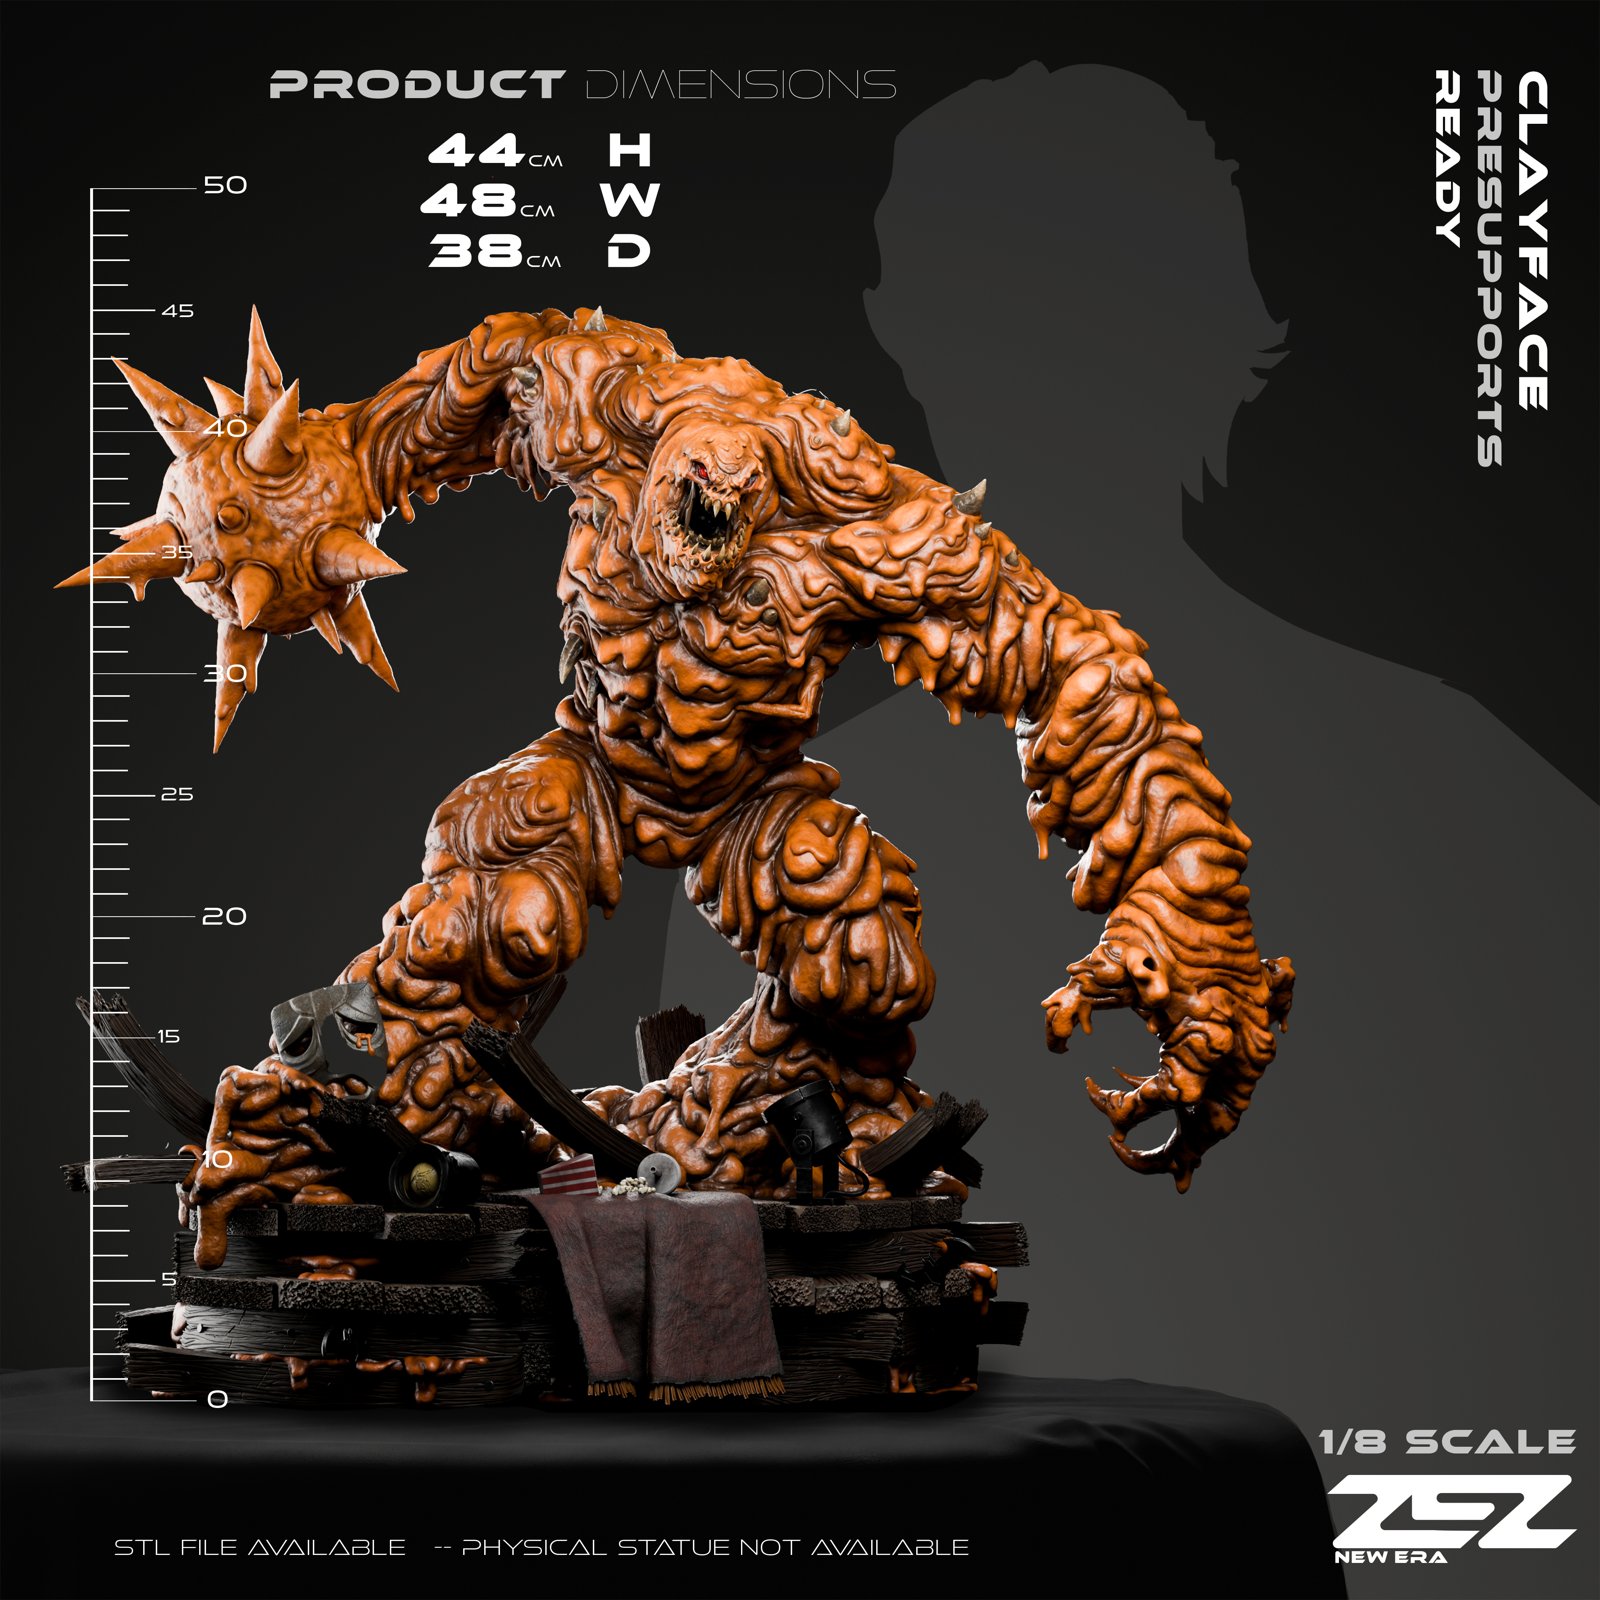 PRODUCT DIMENSIONS
44CM H
48CM W
38CM D
50
45
40
35
30
25
20
15
10
5
0
CLAYFACE
PRESUPPORTS
READY
1/8 SCALE
NEW ERA
STL FILE AVAILABLE -- PHYSICAL STATUE NOT AVAILABLE